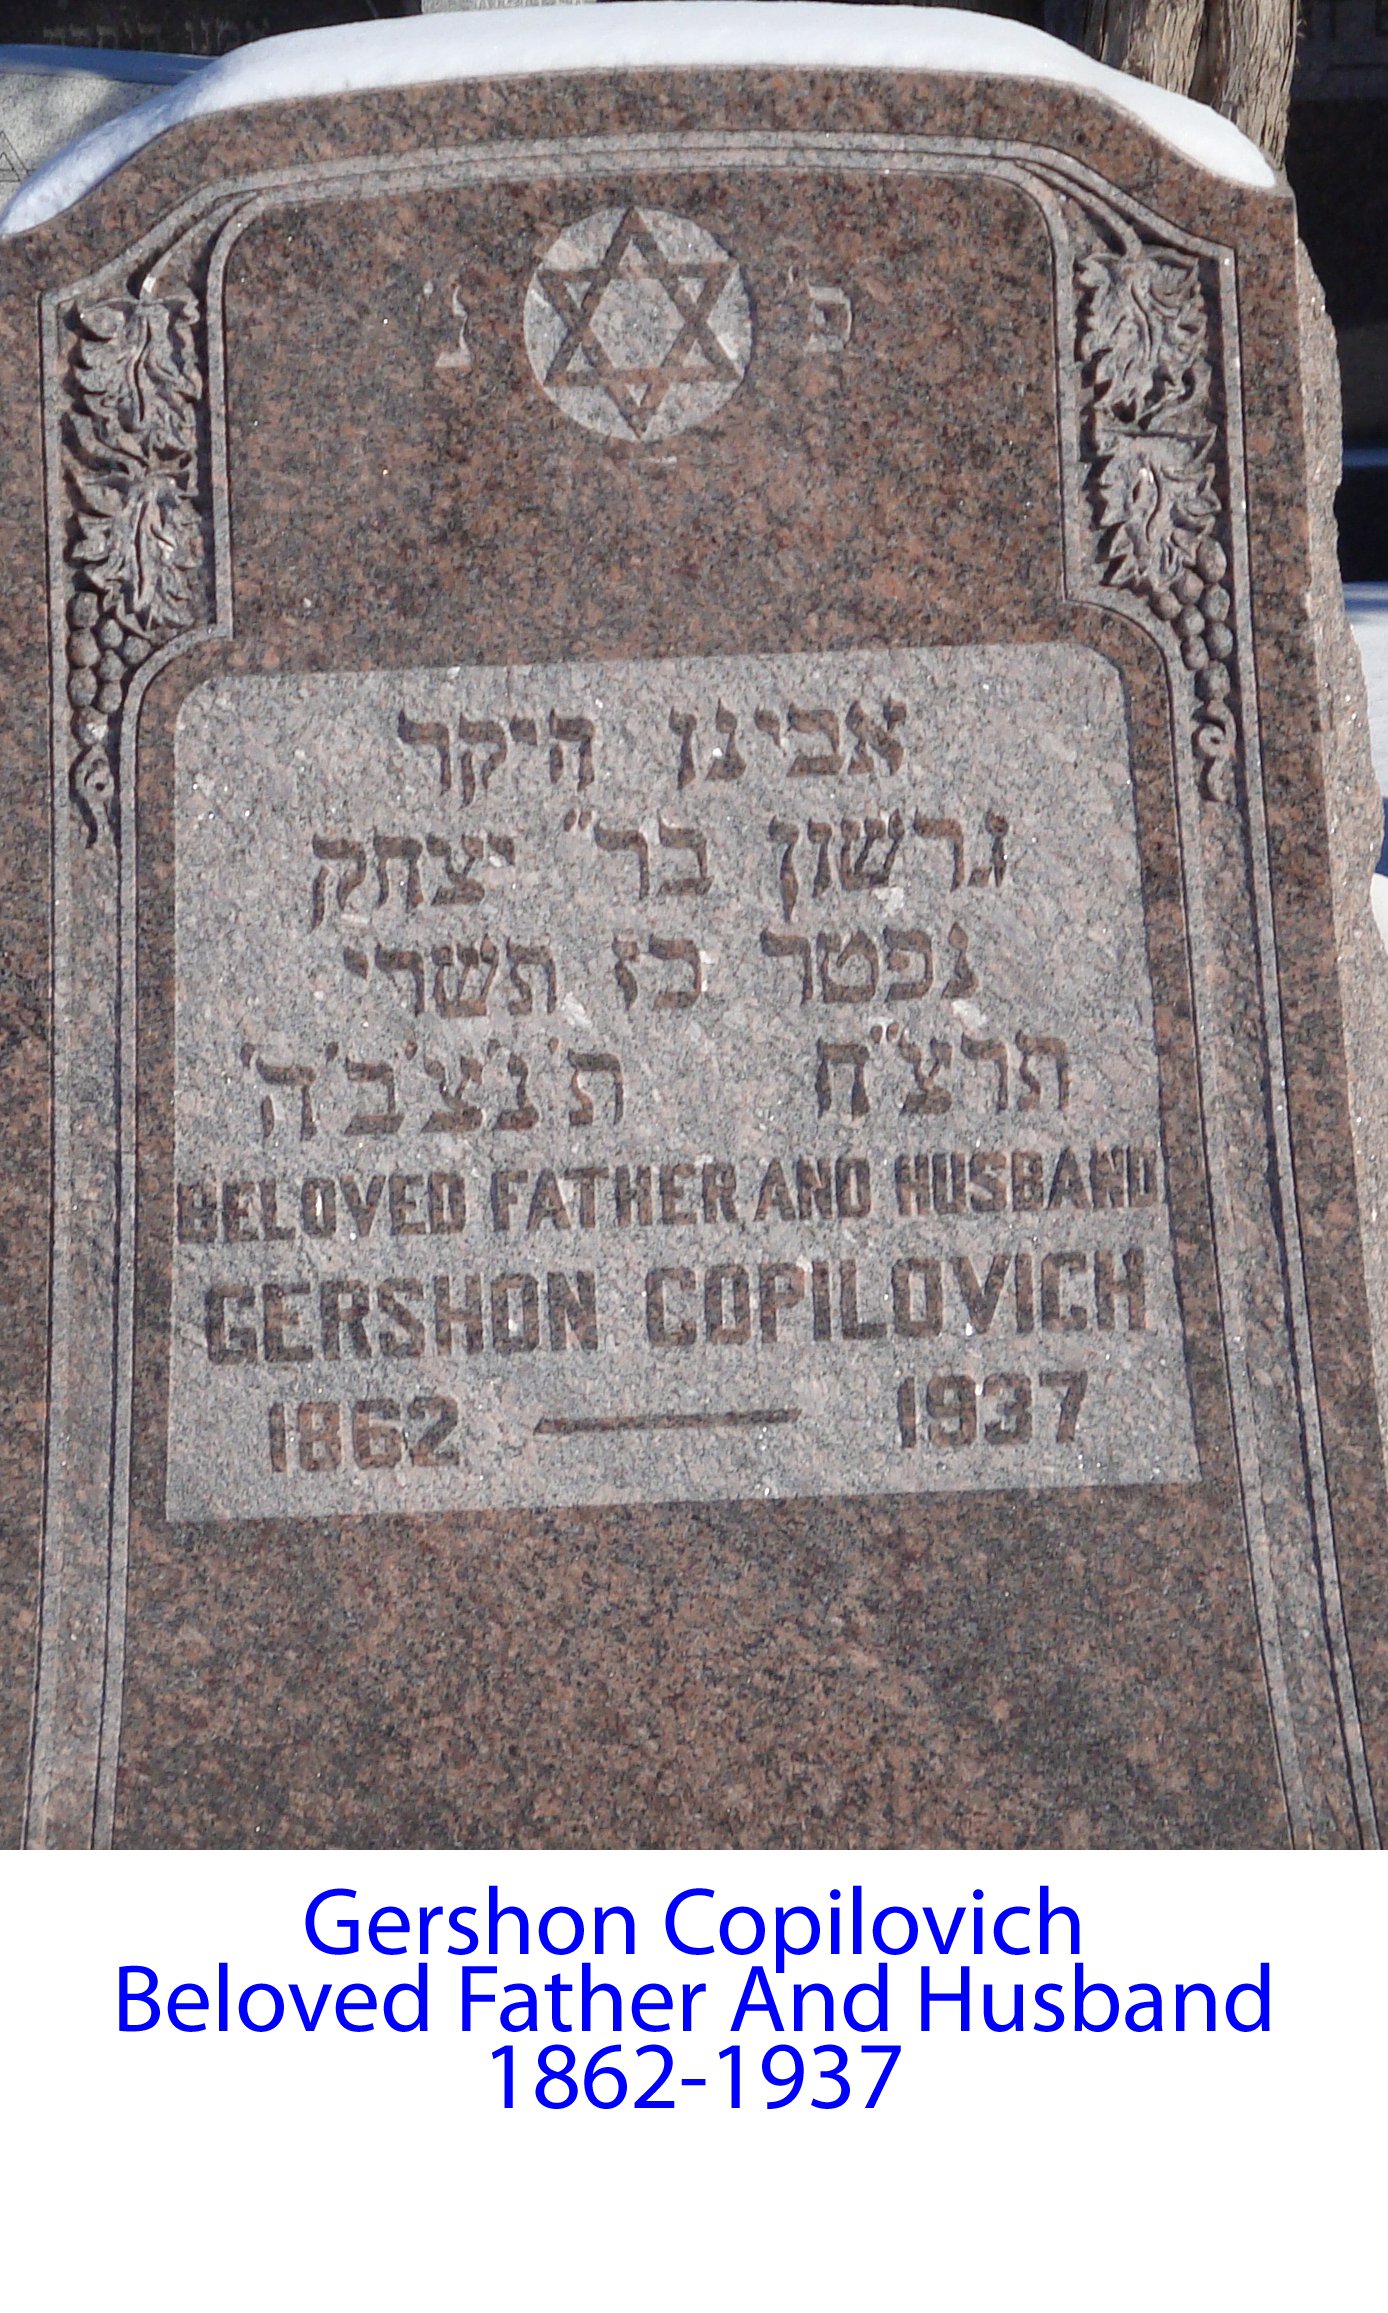 פ נ
אבינו היקר
גרשון בר״ יצחק
נפטר כז תשרי
תרצ״ח ת׳נ׳צ׳ב׳ה׳
BELOVED FATHER AND HUSBAND
GERSHON COPILOVICH
1862 — 1937
Gershon Copilovich
Beloved Father And Husband
1862-1937